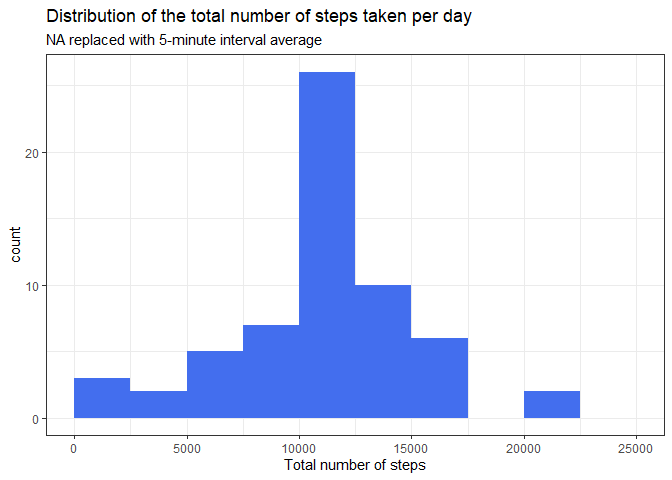 Distribution of the total number of steps taken per day
NA replaced with 5-minute interval average
20
10
0
count
0 5000 10000 15000 20000 25000
Total number of steps